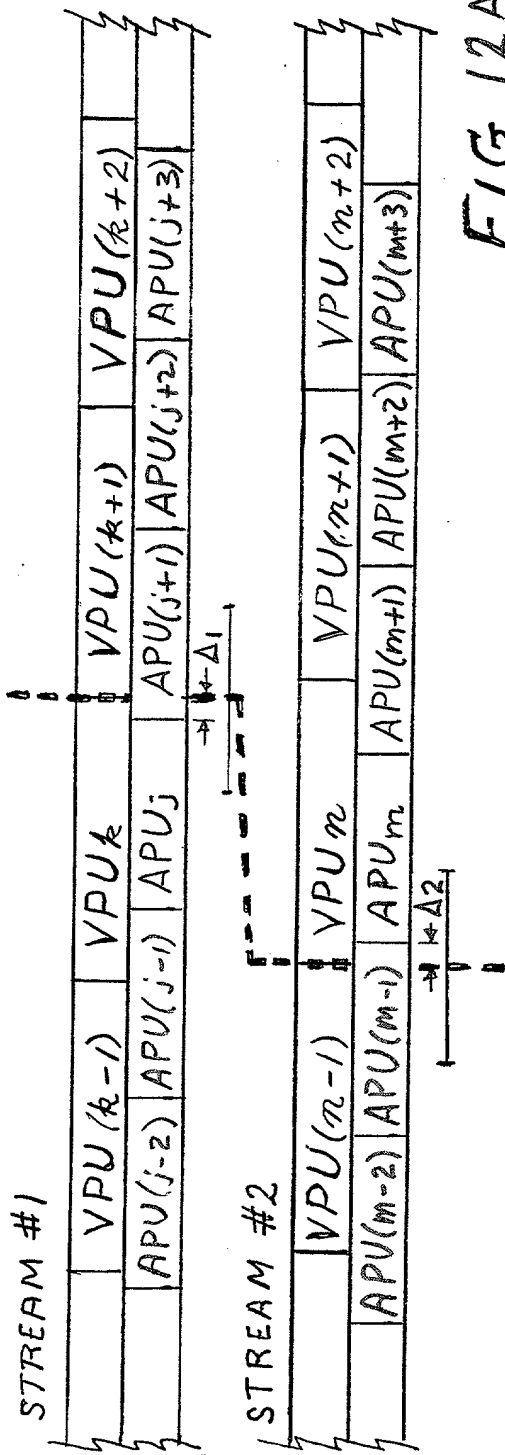 STREAM #1
VPU(k-1) VPUk VPU(k+1) VPU(k+2)
APU(j-2) APU(j-1) APUj APU(j+1) APU(j+2) APU(j+3)
Δ1
STREAM #2
VPU(n-1) VPUn VPU(n+1) VPU(n+2)
APU(m-2) APU(m-1) APUm APU(m+1) APU(m+2) APU(m+3)
Δ2
FIG 12A